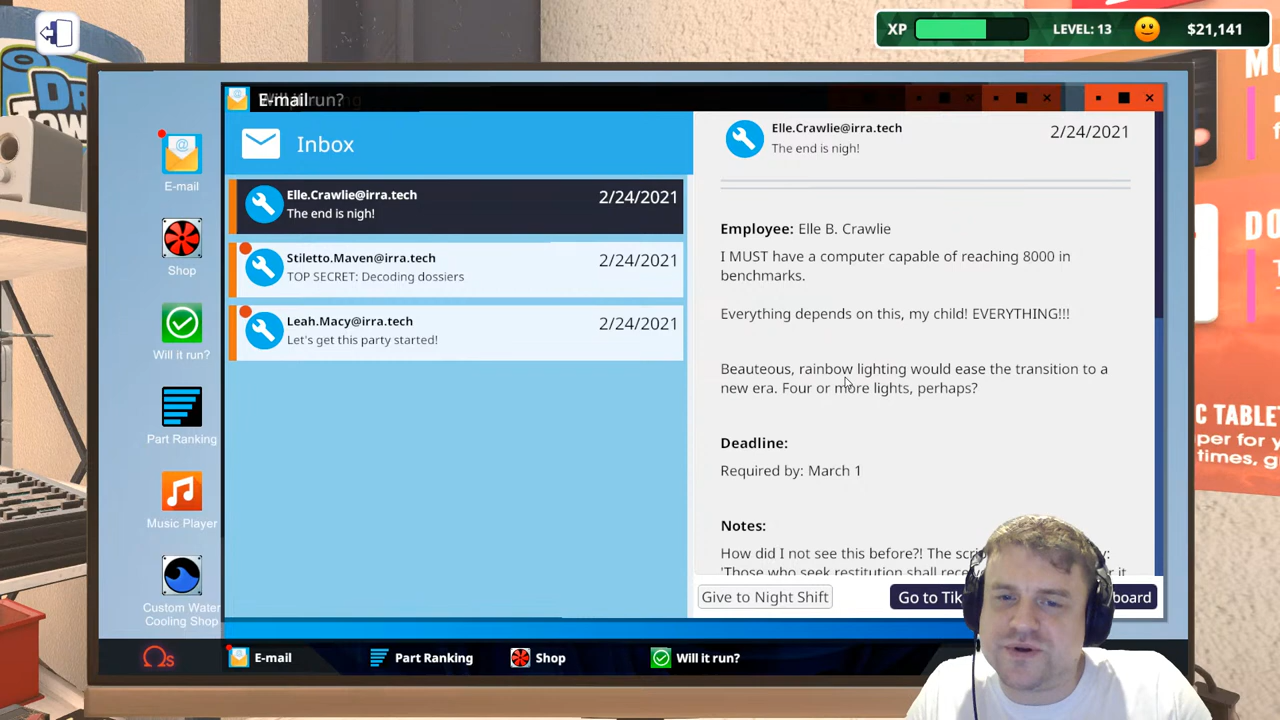 XP
LEVEL: 13
$21,141
E-mail
Inbox
Elle.Crawlie@irra.tech
The end is nigh!
2/24/2021
Stiletto.Maven@irra.tech
TOP SECRET: Decoding dossiers
2/24/2021
Leah.Macy@irra.tech
Let's get this party started!
2/24/2021
Elle.Crawlie@irra.tech
The end is nigh!
2/24/2021
Employee: Elle B. Crawlie
I MUST have a computer capable of reaching 8000 in
benchmarks.
Everything depends on this, my child! EVERYTHING!!!
Beauteous, rainbow lighting would ease the transition to a
new era. Four or more lights, perhaps?
Deadline:
Required by: March 1
Notes:
How did I not see this before?! The
'Those who seek restitution shall
Give to Night Shift
Go to
E-mail
Shop
Will it run?
Part Ranking
Music Player
Custom Water
Cooling Shop
E-mail
Part Ranking
Shop
Will it run?